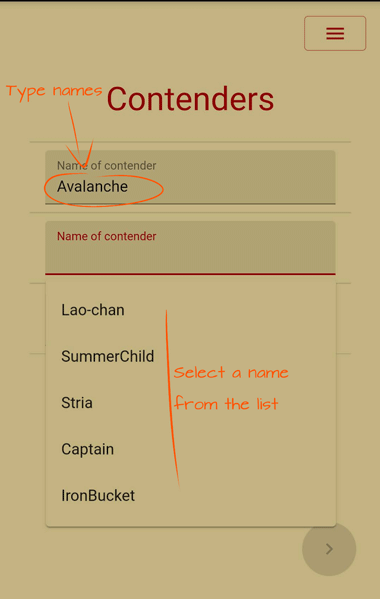 Type names
Contenders
Name of contender
Avalanche
Name of contender
Lao-chan
SummerChild
Select a name
Stria
from the list
Captain
IronBucket